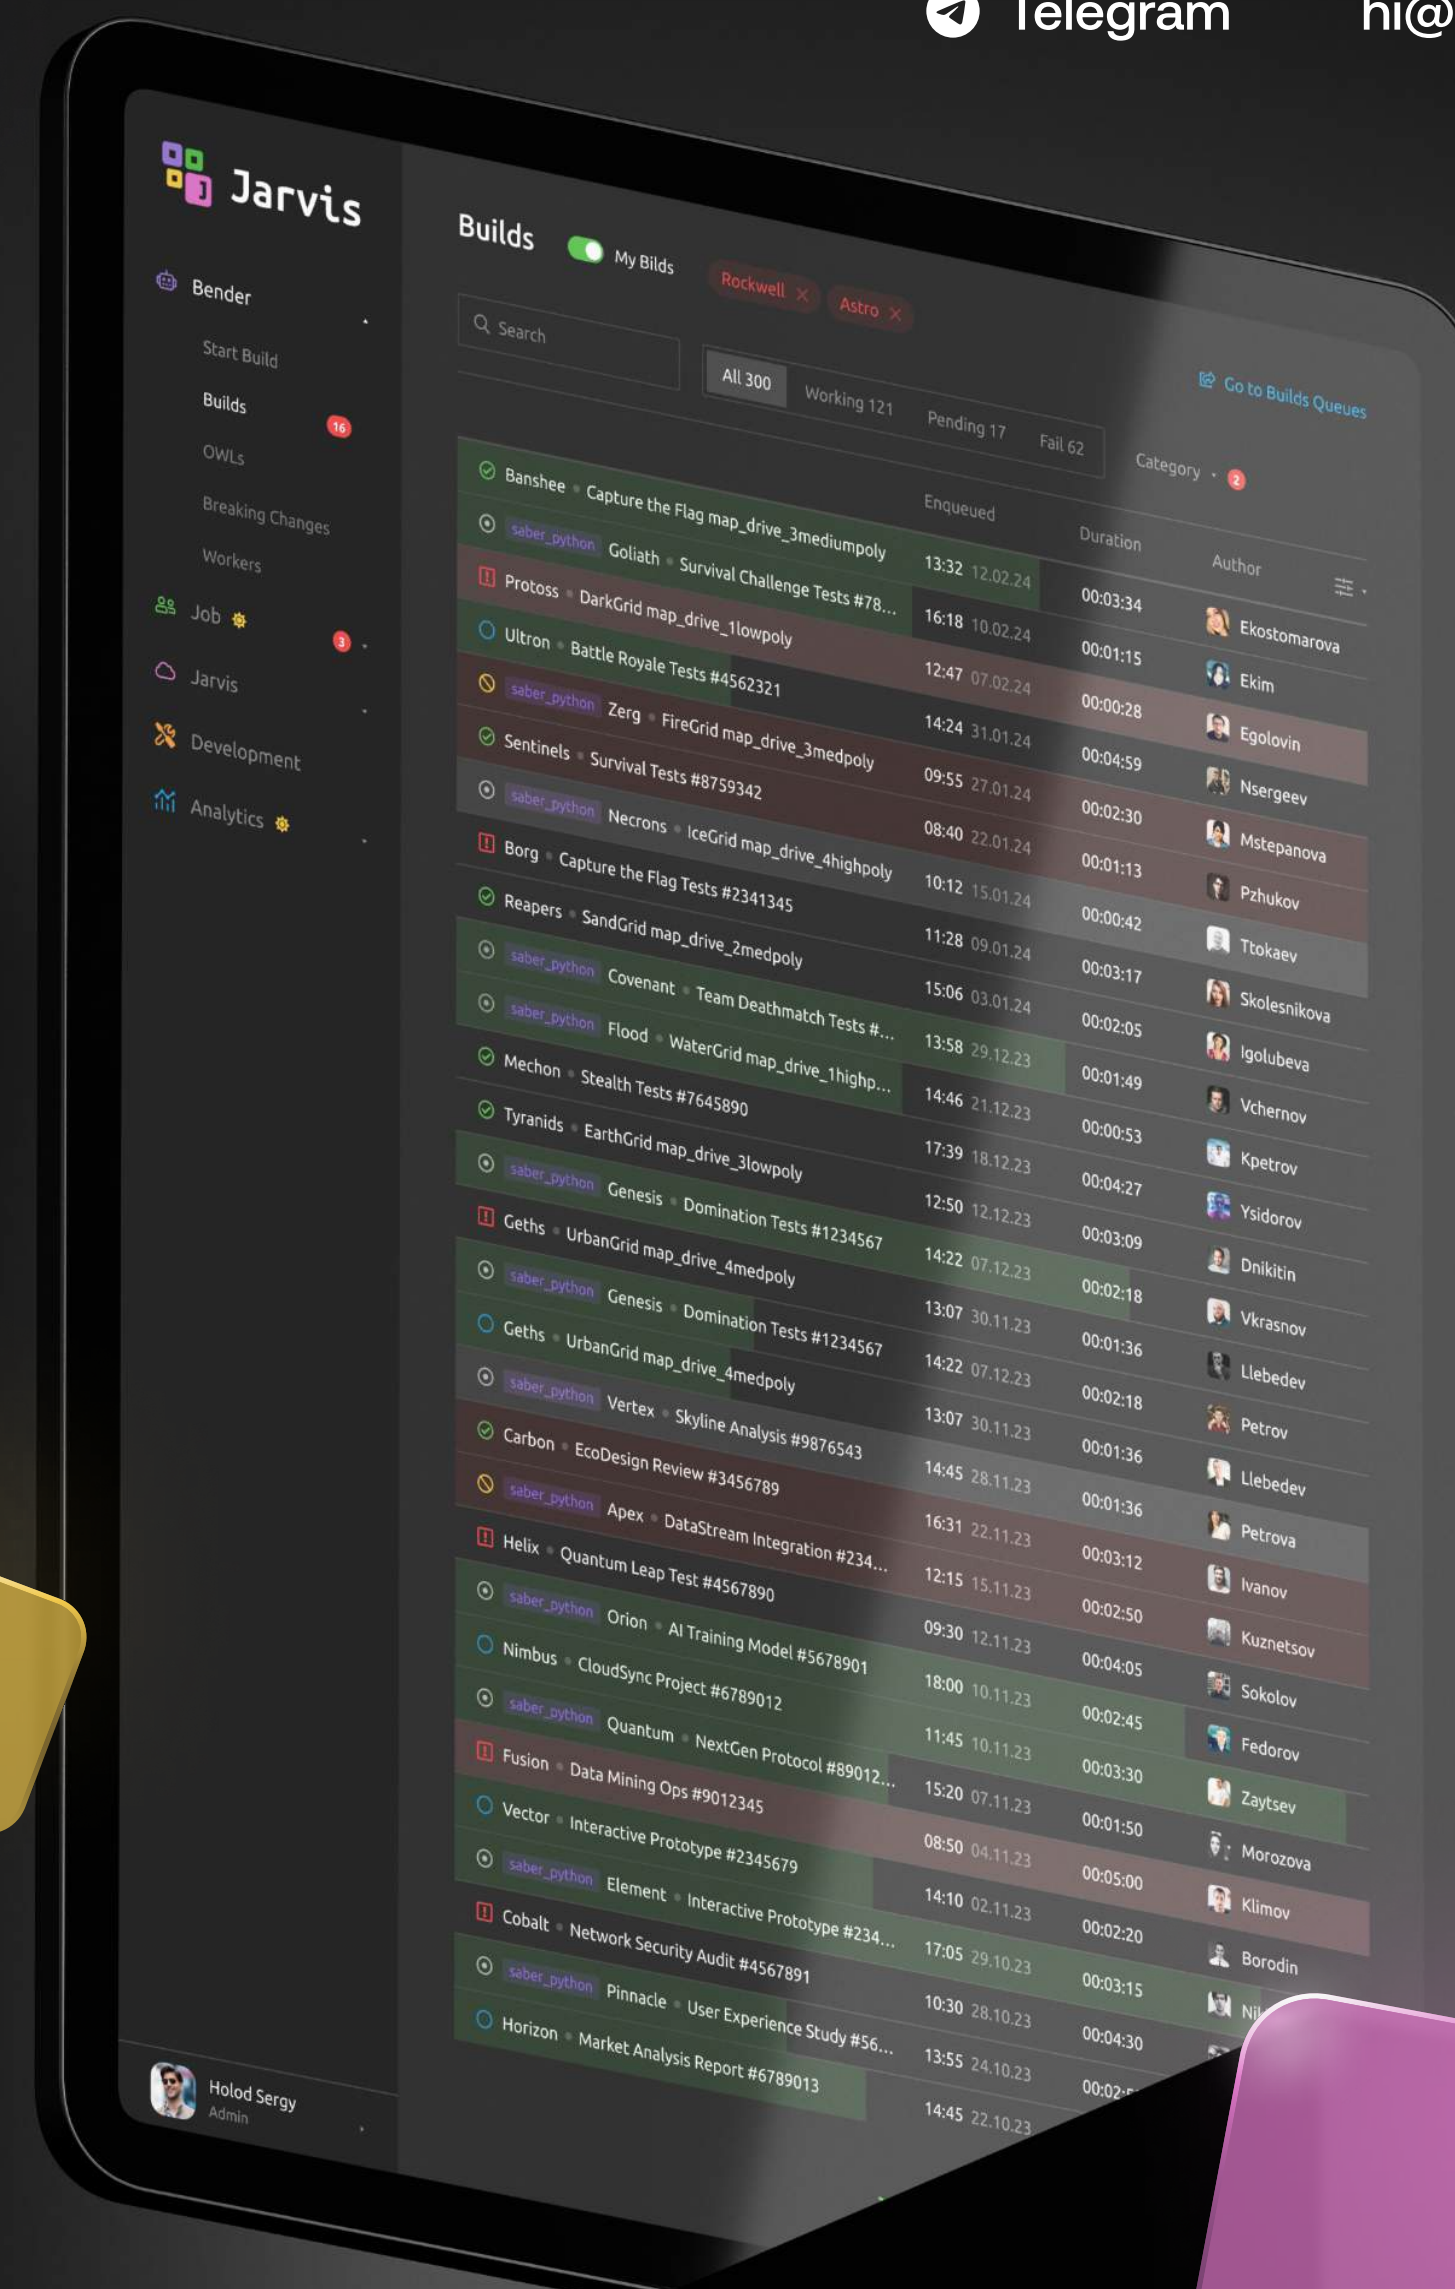 Telegram hi@
Jarvis
Bender
Start Build
Builds 16
OWLs
Breaking Changes
Workers
Job 3
Jarvis
Development
Analytics
Holod Sergy
Admin
Builds My Bilds Rockwell Astro
Search All 300 Working 121 Pending 17 Fail 62 Category 2
Go to Builds Queues
Enqueued Duration Author
Banshee • Capture the Flag map_drive_3mediumpoly 13:32 12.02.24 00:03:34 Ekostomarova
saber_python Goliath • Survival Challenge Tests #78... 16:18 10.02.24 00:01:15 Ekim
Protoss • DarkGrid map_drive_1lowpoly 12:47 07.02.24 00:00:28 Egolovin
Ultron • Battle Royale Tests #4562321 14:24 31.01.24 00:04:59 Nsergeev
saber_python Zerg • FireGrid map_drive_3medpoly 09:55 27.01.24 00:02:30 Mstepanova
Sentinels • Survival Tests #8759342 08:40 22.01.24 00:01:13 Pzhukov
saber_python Necrons • IceGrid map_drive_4highpoly 10:12 15.01.24 00:00:42 Ttokaev
Borg • Capture the Flag Tests #2341345 11:28 09.01.24 00:03:17 Skolesnikova
Reapers • SandGrid map_drive_2medpoly 15:06 03.01.24 00:02:05 Igolubeva
saber_python Covenant • Team Deathmatch Tests #... 13:58 29.12.23 00:01:49 Vchernov
saber_python Flood • WaterGrid map_drive_1highp... 14:46 21.12.23 00:00:53 Kpetrov
Mechon • Stealth Tests #7645890 17:39 18.12.23 00:04:27 Ysidorov
Tyranids • EarthGrid map_drive_3lowpoly 12:50 12.12.23 00:03:09 Dnikitin
saber_python Genesis • Domination Tests #1234567 14:22 07.12.23 00:02:18 Vkrasnov
Geths • UrbanGrid map_drive_4medpoly 13:07 30.11.23 00:01:36 Llebedev
saber_python Genesis • Domination Tests #1234567 14:22 07.12.23 00:02:18 Petrov
Geths • UrbanGrid map_drive_4medpoly 13:07 30.11.23 00:01:36 Llebedev
saber_python Vertex • Skyline Analysis #9876543 14:45 28.11.23 00:01:36 Petrova
Carbon • EcoDesign Review #3456789 16:31 22.11.23 00:03:12 Ivanov
saber_python Apex • DataStream Integration #234... 12:15 15.11.23 00:02:50 Kuznetsov
Helix • Quantum Leap Test #4567890 09:30 12.11.23 00:04:05 Sokolov
saber_python Orion • AI Training Model #5678901 18:00 10.11.23 00:02:45 Fedorov
Nimbus • CloudSync Project #6789012 11:45 10.11.23 00:03:30 Zaytsev
saber_python Quantum • NextGen Protocol #89012... 15:20 07.11.23 00:01:50 Morozova
Fusion • Data Mining Ops #9012345 08:50 04.11.23 00:05:00 Klimov
Vector • Interactive Prototype #2345679 14:10 02.11.23 00:02:20 Borodin
saber_python Element • Interactive Prototype #234... 17:05 29.10.23 00:03:15
Cobalt • Network Security Audit #4567891 10:30 28.10.23 00:04:30
saber_python Pinnacle • User Experience Study #56... 13:55 24.10.23
Horizon • Market Analysis Report #6789013 14:45 22.10.23